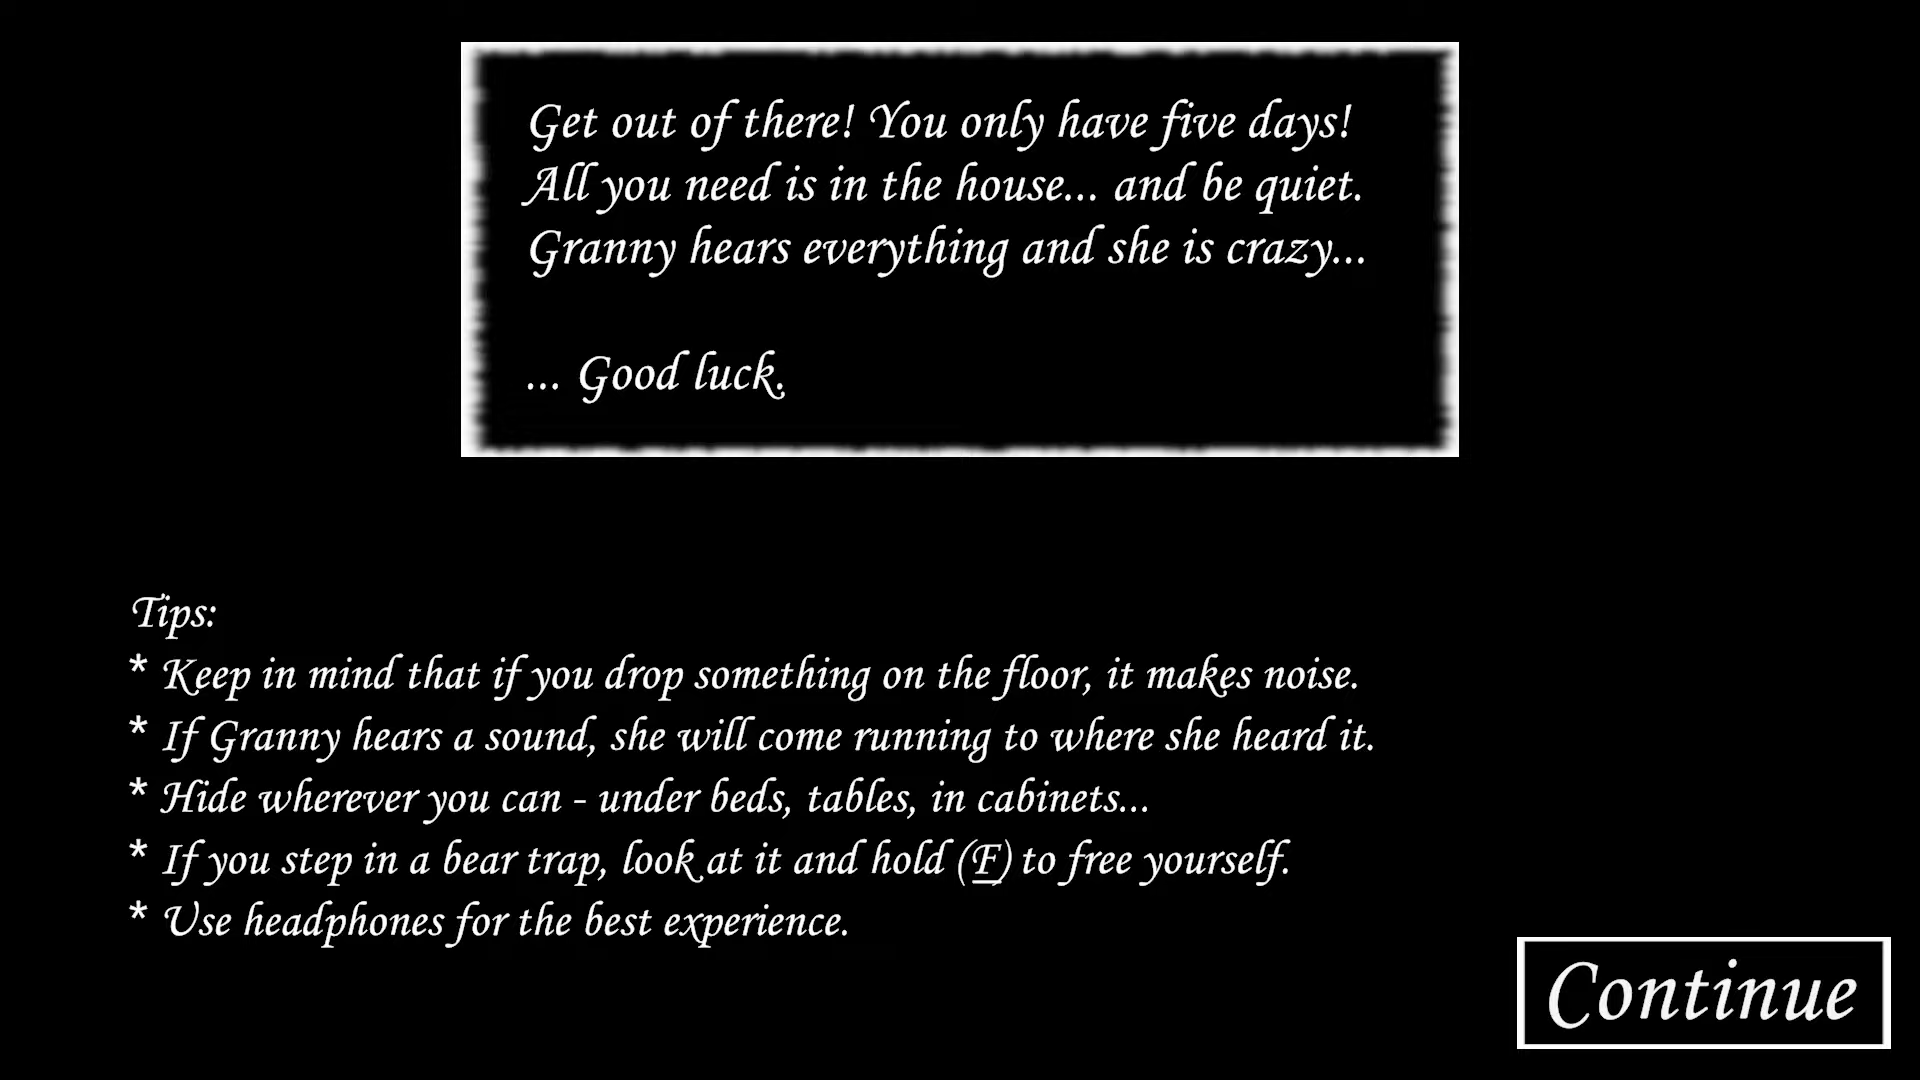 Get out of there! You only have five days!
All you need is in the house... and be quiet.
Granny hears everything and she is crazy...
... Good luck.
Tips:
* Keep in mind that if you drop something on the floor, it makes noise.
* If Granny hears a sound, she will come running to where she heard it.
* Hide wherever you can - under beds, tables, in cabinets...
* If you step in a bear trap, look at it and hold (F) to free yourself.
* Use headphones for the best experience.
Continue